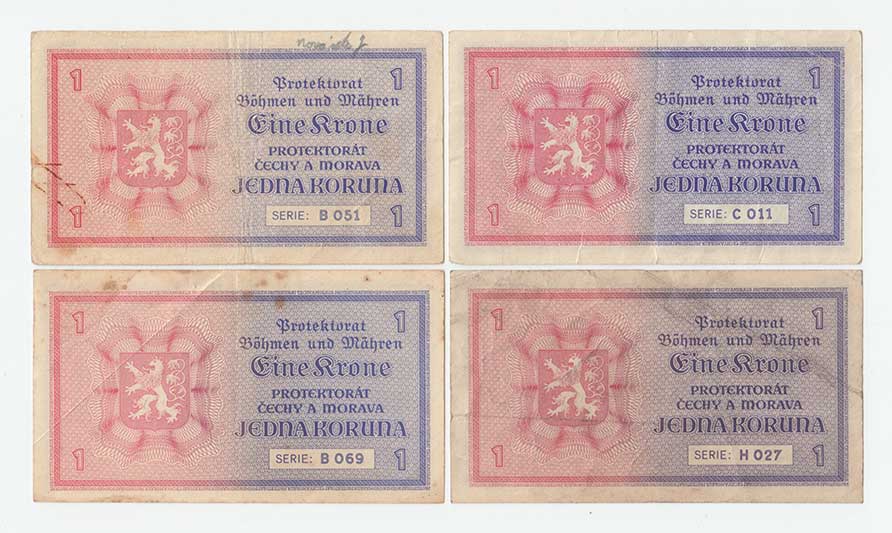 1 1
Protektorat
Böhmen und Mähren
Eine Krone
PROTEKTORÁT
ČECHY A MORAVA
JEDNA KORUNA
1 SERIE: B 051 1
1 1
Protektorat
Böhmen und Mähren
Eine Krone
PROTEKTORÁT
ČECHY A MORAVA
JEDNA KORUNA
1 SERIE: C 011 1
1 1
Protektorat
Böhmen und Mähren
Eine Krone
PROTEKTORÁT
ČECHY A MORAVA
JEDNA KORUNA
1 SERIE: B 069 1
1 1
Protektorat
Böhmen und Mähren
Eine Krone
PROTEKTORÁT
ČECHY A MORAVA
JEDNA KORUNA
1 SERIE: H 027 1